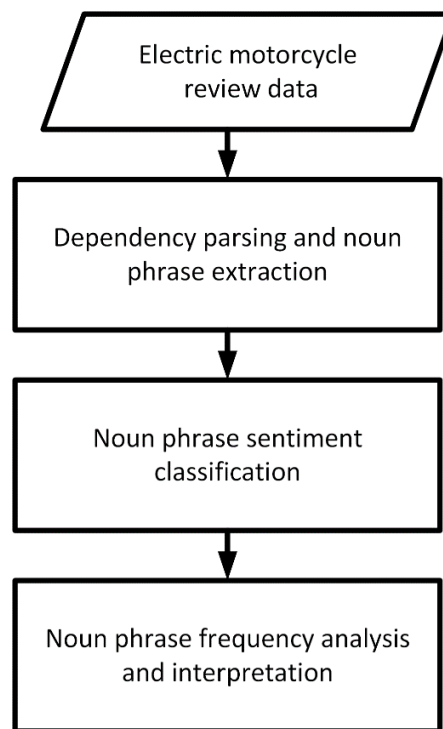 Electric motorcycle
review data
Dependency parsing and noun
phrase extraction
Noun phrase sentiment
classification
Noun phrase frequency analysis
and interpretation